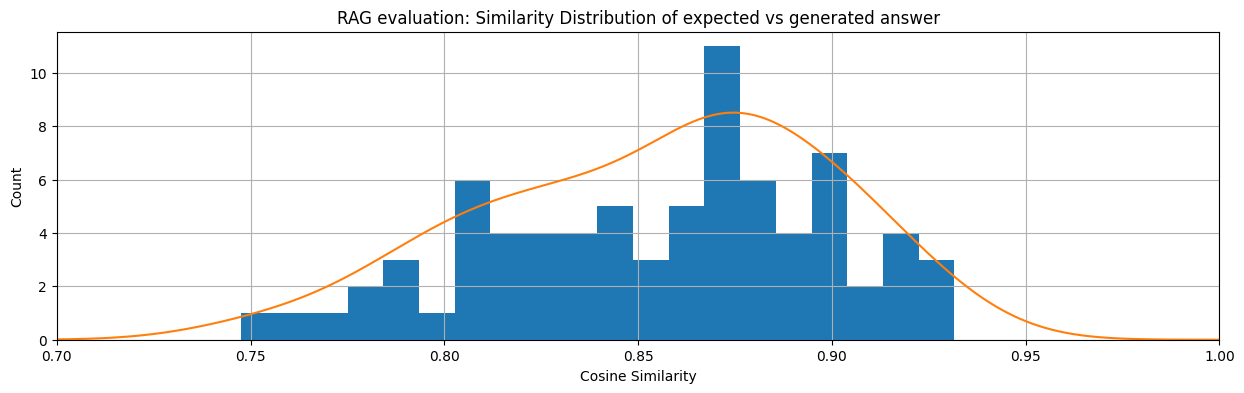 RAG evaluation: Similarity Distribution of expected vs generated answer
10
8
6
4
2
0
Count
0.70 0.75 0.80 0.85 0.90 0.95 1.00
Cosine Similarity